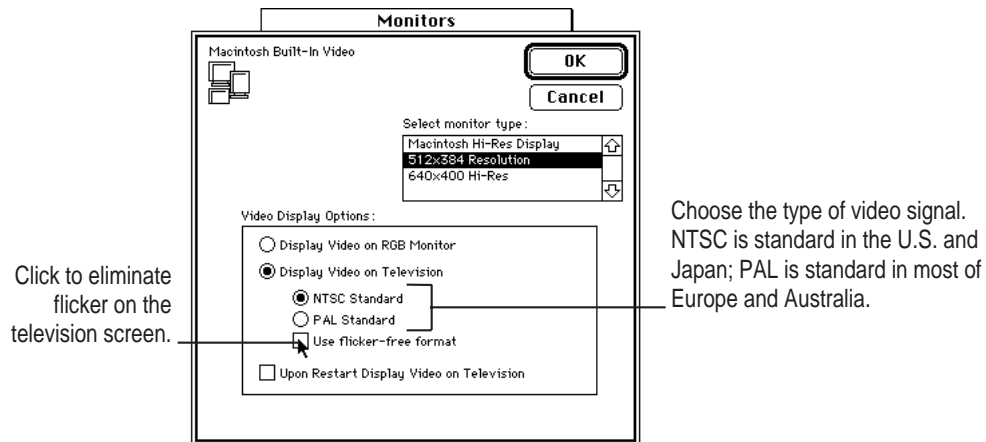 Monitors
Macintosh Built-In Video
OK
Cancel
Select monitor type:
Macintosh Hi-Res Display
512x384 Resolution
640x400 Hi-Res
Video Display Options:
Display Video on RGB Monitor
Display Video on Television
NTSC Standard
PAL Standard
Use flicker-free format
Upon Restart Display Video on Television
Click to eliminate
flicker on the
television screen.
Choose the type of video signal.
NTSC is standard in the U.S. and
Japan; PAL is standard in most of
Europe and Australia.